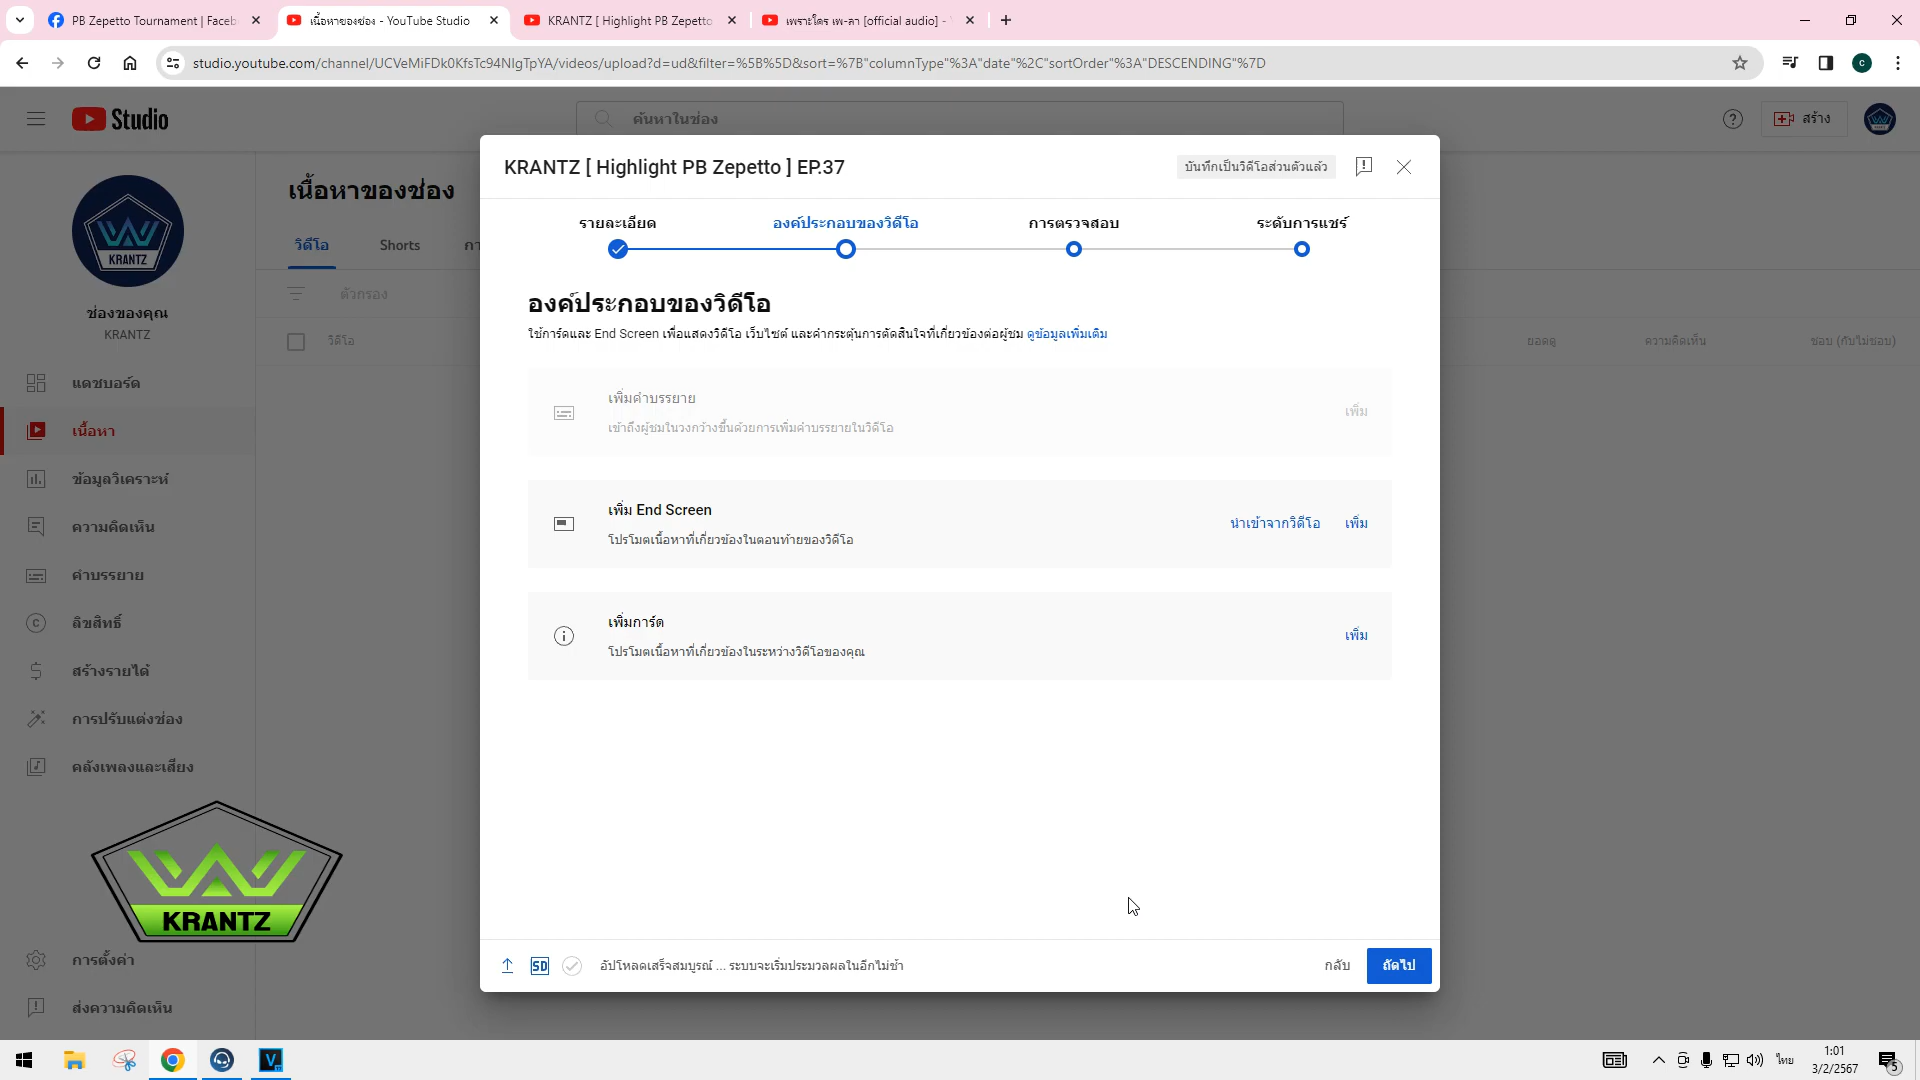 PB Zepetto Tournament | Faceb
เนื้อหาของช่อง - YouTube Studio
KRANTZ [ Highlight PB Zepetto
เพราะใคร เพ-ลา [official audio] -
studio.youtube.com/channel/UCVeMiFDk0KfsTc94NIgTpYA/videos/upload?d=ud&filter=%5B%5D&sort=%7B"columnType"%3A"date"%2C"sortOrder"%3A"DESCENDING"%7D
c
Studio
ค้นหาในช่อง
สร้าง
KRANTZ
ช่องของคุณ
KRANTZ
แดชบอร์ด
เนื้อหา
ข้อมูลวิเคราะห์
ความคิดเห็น
คำบรรยาย
ลิขสิทธิ์
สร้างรายได้
การปรับแต่งช่อง
คลังเพลงและเสียง
KRANTZ
การตั้งค่า
ส่งความคิดเห็น
เนื้อหาของช่อง
วิดีโอ
Shorts
ตัวกรอง
วิดีโอ
ยอดดู
ความคิดเห็น
ชอบ (กับไม่ชอบ)
KRANTZ [ Highlight PB Zepetto ] EP.37
บันทึกเป็นวิดีโอส่วนตัวแล้ว
รายละเอียด
องค์ประกอบของวิดีโอ
การตรวจสอบ
ระดับการแชร์
องค์ประกอบของวิดีโอ
ใช้การ์ดและ End Screen เพื่อแสดงวิดีโอ เว็บไซต์ และคำกระตุ้นการตัดสินใจที่เกี่ยวข้องต่อผู้ชม ดูข้อมูลเพิ่มเติม
เพิ่มคำบรรยาย
เข้าถึงผู้ชมในวงกว้างขึ้นด้วยการเพิ่มคำบรรยายในวิดีโอ
เพิ่ม
เพิ่ม End Screen
โปรโมตเนื้อหาที่เกี่ยวข้องในตอนท้ายของวิดีโอ
นำเข้าจากวิดีโอ
เพิ่ม
เพิ่มการ์ด
โปรโมตเนื้อหาที่เกี่ยวข้องในระหว่างวิดีโอของคุณ
เพิ่ม
SD
อัปโหลดเสร็จสมบูรณ์ ... ระบบจะเริ่มประมวลผลในอีกไม่ช้า
กลับ
ถัดไป
V
ไทย
1:01
3/2/2567
5